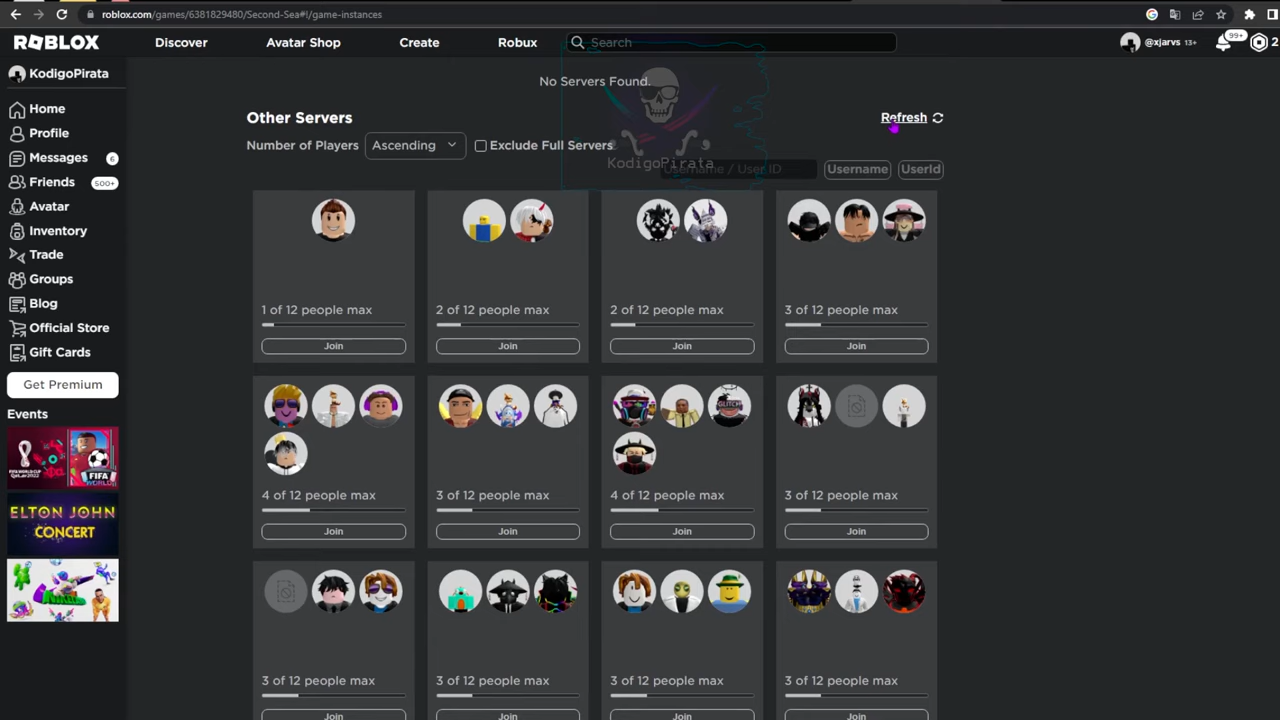 roblox.com/games/6381829480/Second-Sea#!/game-instances
ROBLOX
Discover
Avatar Shop
Create
Robux
Search
@xjarvs 13+
99+
2
KodigoPirata
No Servers Found.
Home
Other Servers
Refresh
Profile
Number of Players
Ascending
Exclude Full Servers
Messages
6
KodigoPirata
Username / User ID
Username
UserId
Friends
500+
Avatar
Inventory
Trade
Groups
Blog
Official Store
Gift Cards
Get Premium
Events
FIFA WORLD CUP
Qatar2022
FIFA
WORLD
ELTON JOHN
CONCERT
1 of 12 people max
2 of 12 people max
2 of 12 people max
3 of 12 people max
Join
Join
Join
Join
4 of 12 people max
3 of 12 people max
4 of 12 people max
3 of 12 people max
Join
Join
Join
Join
3 of 12 people max
3 of 12 people max
3 of 12 people max
3 of 12 people max
Join
Join
Join
Join